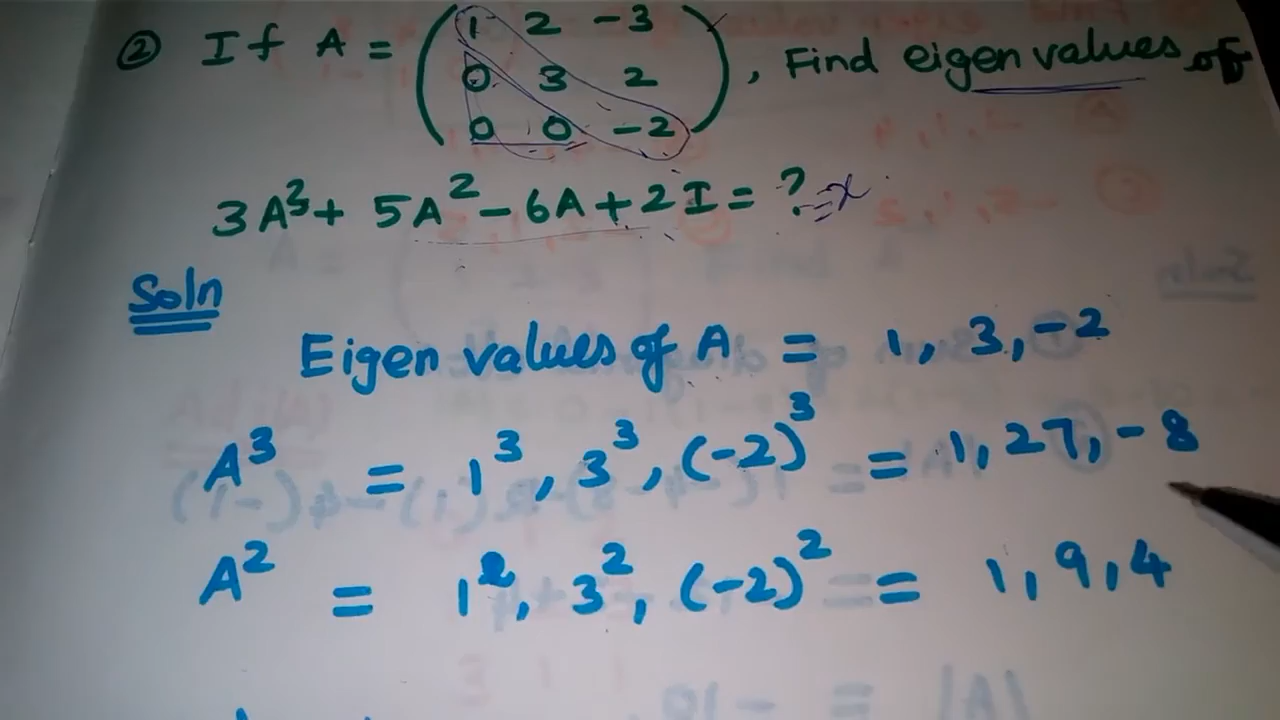 ② If A = ( 1 2 -3
0 3 2
0 0 -2 ), Find eigen values of
3A³ + 5A² - 6A + 2I = ? = x
Soln
Eigen values of A = 1, 3, -2
A³ = 1³, 3³, (-2)³ = 1, 27, -8
A² = 1², 3², (-2)² = 1, 9, 4